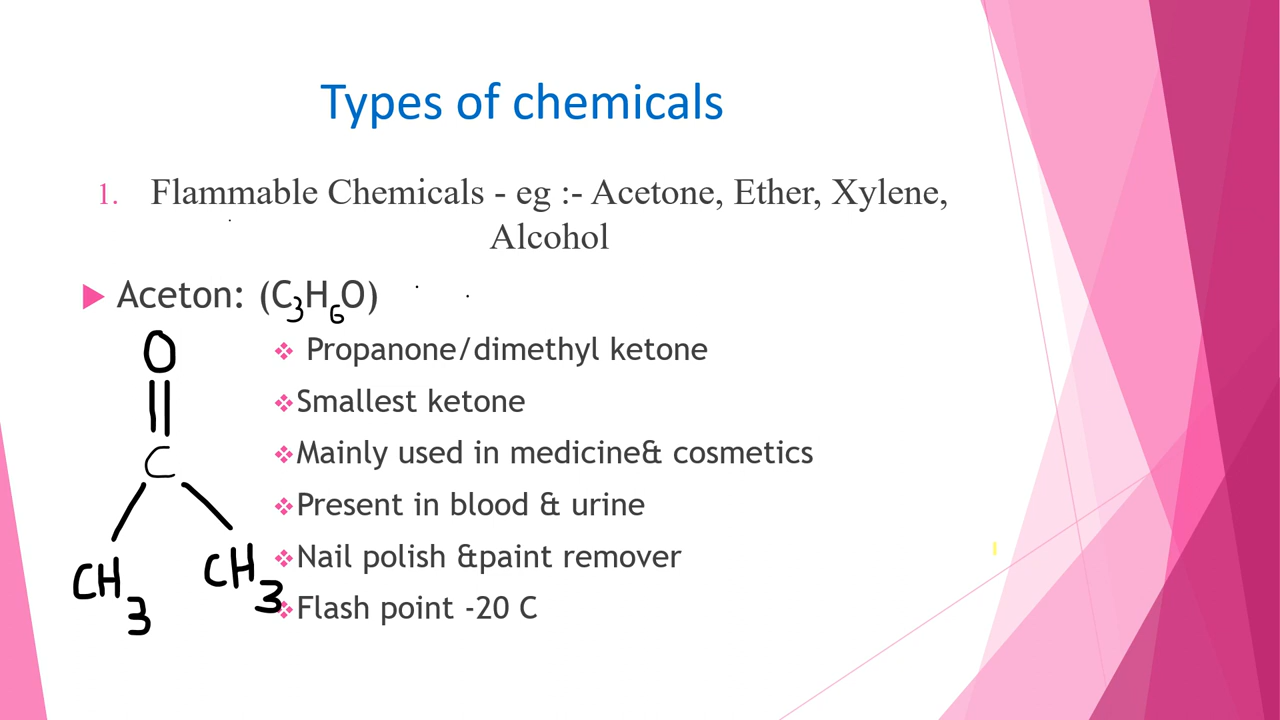 Types of chemicals
1. Flammable Chemicals - eg :- Acetone, Ether, Xylene,
Alcohol
Aceton: (C3H6O)
O
C
CH3 CH3
Propanone/dimethyl ketone
Smallest ketone
Mainly used in medicine& cosmetics
Present in blood & urine
Nail polish &paint remover
Flash point -20 C